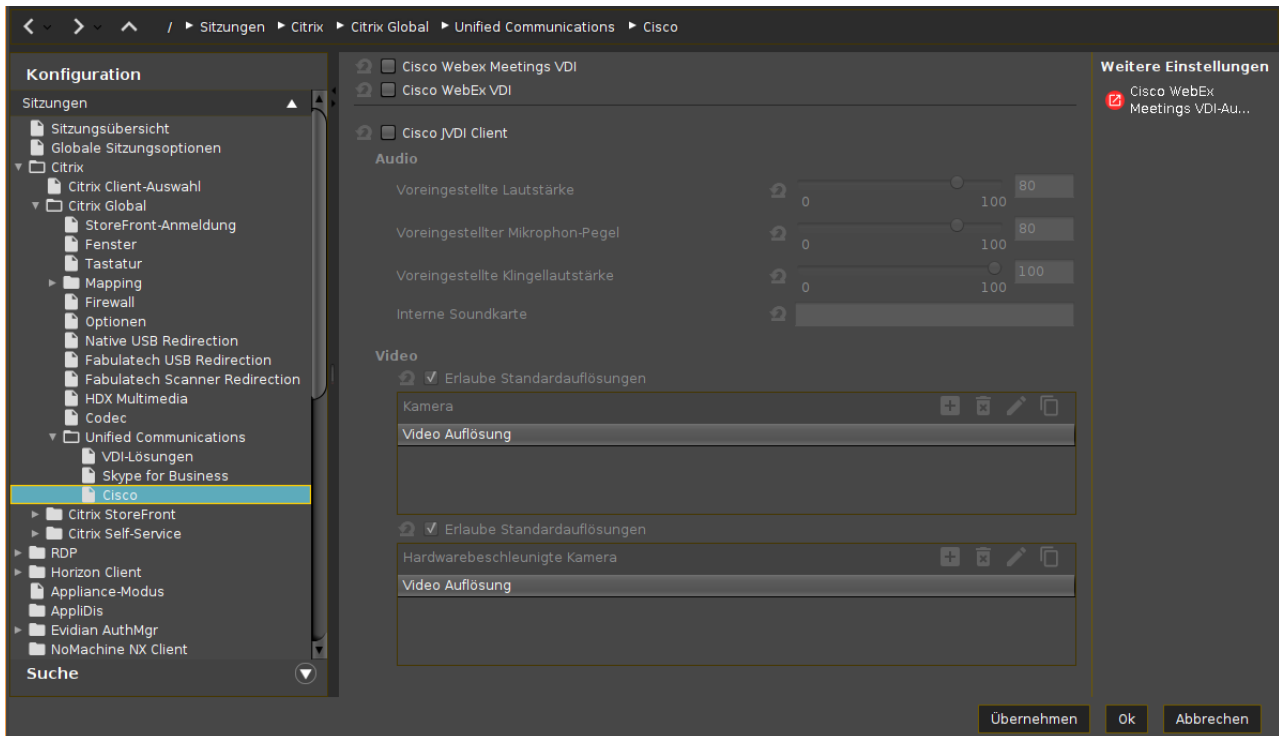 / Sitzungen Citrix Citrix Global Unified Communications Cisco
Konfiguration
Sitzungen
Sitzungsübersicht
Globale Sitzungsoptionen
Citrix
Citrix Client-Auswahl
Citrix Global
StoreFront-Anmeldung
Fenster
Tastatur
Mapping
Firewall
Optionen
Native USB Redirection
Fabulatech USB Redirection
Fabulatech Scanner Redirection
HDX Multimedia
Codec
Unified Communications
VDI-Lösungen
Skype for Business
Cisco
Citrix StoreFront
Citrix Self-Service
RDP
Horizon Client
Appliance-Modus
AppliDis
Evidian AuthMgr
NoMachine NX Client
Suche
Cisco Webex Meetings VDI
Cisco WebEx VDI
Cisco JVDI Client
Audio
Voreingestellte Lautstärke
0 100 80
Voreingestellter Mikrophon-Pegel
0 100 80
Voreingestellte Klingellautstärke
0 100 100
Interne Soundkarte
Video
Erlaube Standardauflösungen
Kamera
Video Auflösung
Erlaube Standardauflösungen
Hardwarebeschleunigte Kamera
Video Auflösung
Weitere Einstellungen
Cisco WebEx
Meetings VDI-Au...
Übernehmen Ok Abbrechen